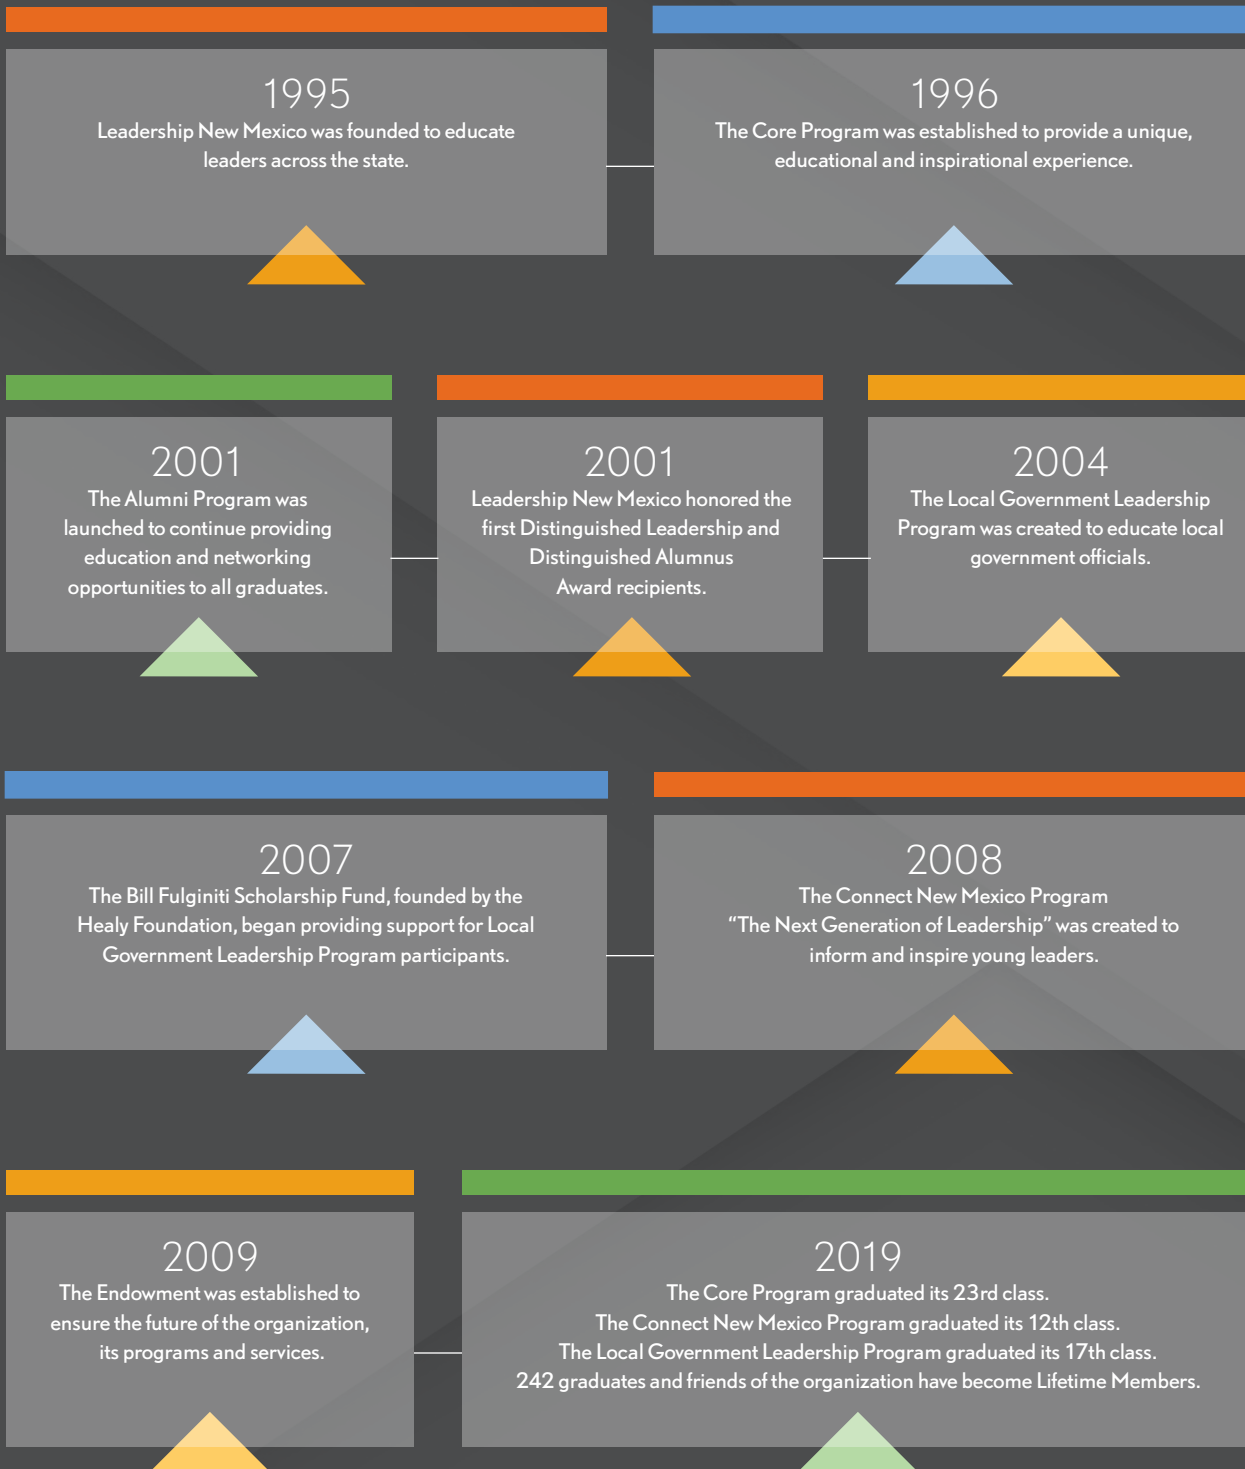 1995
Leadership New Mexico was founded to educate
leaders across the state.
1996
The Core Program was established to provide a unique,
educational and inspirational experience.
2001
The Alumni Program was
launched to continue providing
education and networking
opportunities to all graduates.
2001
Leadership New Mexico honored the
first Distinguished Leadership and
Distinguished Alumnus
Award recipients.
2004
The Local Government Leadership
Program was created to educate local
government officials.
2007
The Bill Fulginiti Scholarship Fund, founded by the
Healy Foundation, began providing support for Local
Government Leadership Program participants.
2008
The Connect New Mexico Program
“The Next Generation of Leadership” was created to
inform and inspire young leaders.
2009
The Endowment was established to
ensure the future of the organization,
its programs and services.
2019
The Core Program graduated its 23rd class.
The Connect New Mexico Program graduated its 12th class.
The Local Government Leadership Program graduated its 17th class.
242 graduates and friends of the organization have become Lifetime Members.